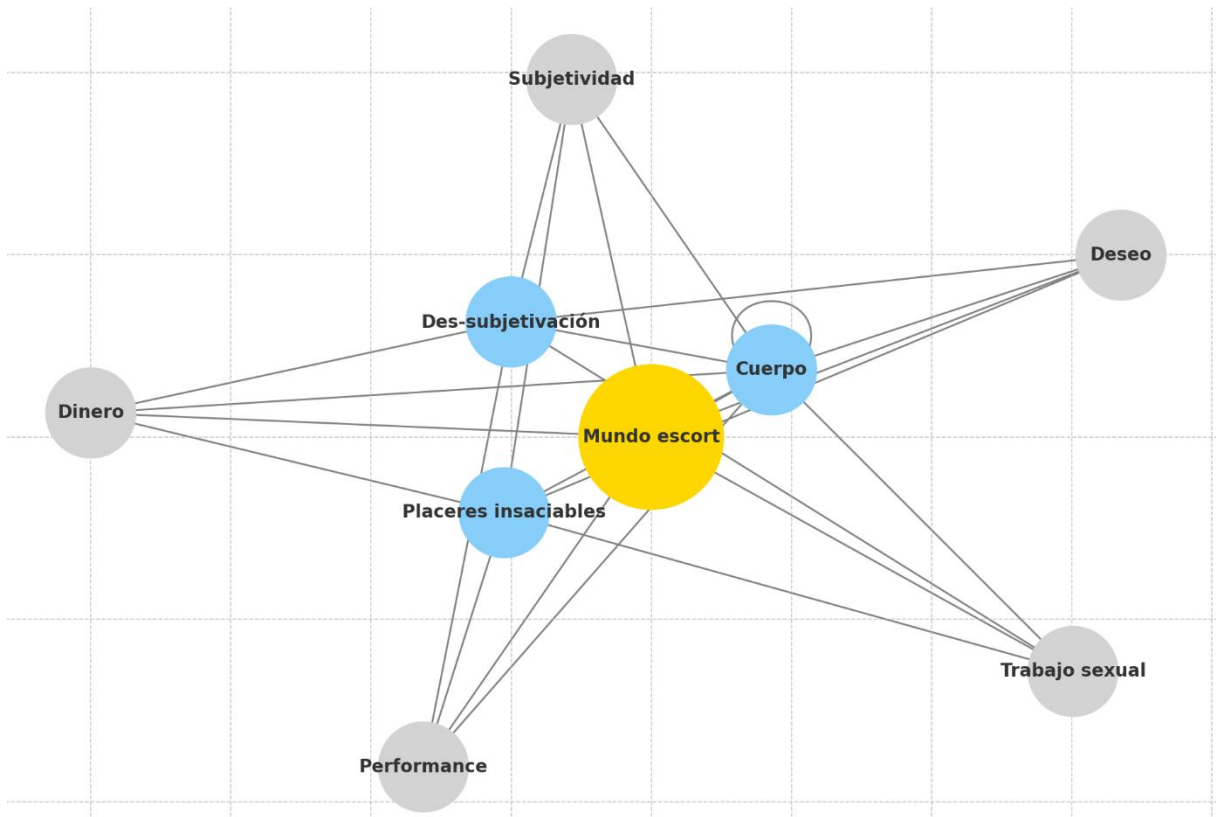 Subjetividad
Deseo
Des-subjetivación
Cuerpo
Dinero
Mundo escort
Placeres insaciables
Trabajo sexual
Performance